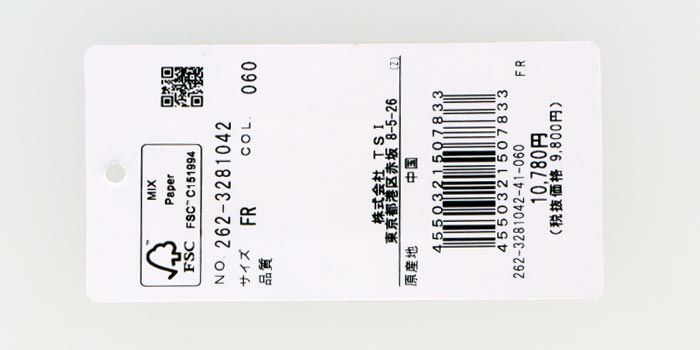 MIX
Paper
FSC™ C151994
FSC
NO. 262-3281042
COL. 060
サイズ FR
品質
株式会社 TSI
東京都港区赤坂 8-5-26 (Z)
原産地 中国
4550321507833
4550321507833
FR
262-3281042-41-060
10,780円
(税抜価格 9,800円)